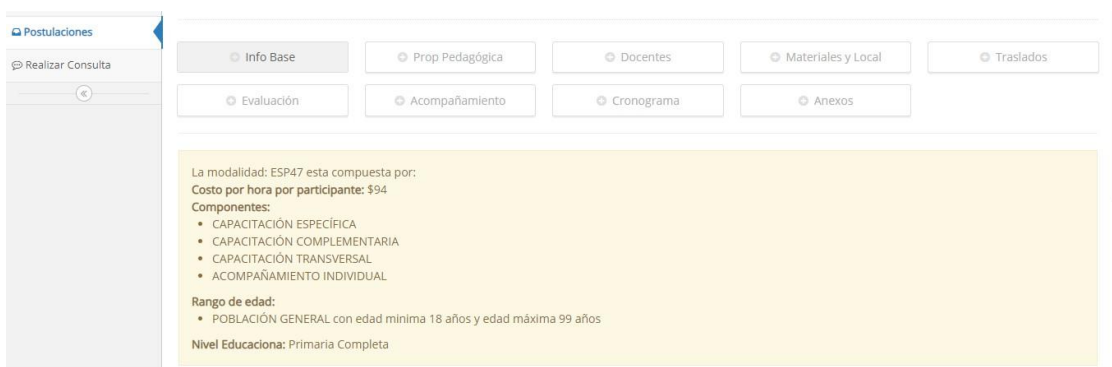 Postulaciones
Realizar Consulta
Info Base
Prop Pedagógica
Docentes
Materiales y Local
Traslados
Evaluación
Acompañamiento
Cronograma
Anexos
La modalidad: ESP47 esta compuesta por:
Costo por hora por participante: $94
Componentes:
CAPACITACIÓN ESPECÍFICA
CAPACITACIÓN COMPLEMENTARIA
CAPACITACIÓN TRANSVERSAL
ACOMPAÑAMIENTO INDIVIDUAL
Rango de edad:
POBLACIÓN GENERAL con edad minima 18 años y edad máxima 99 años
Nivel Educaciona: Primaria Completa